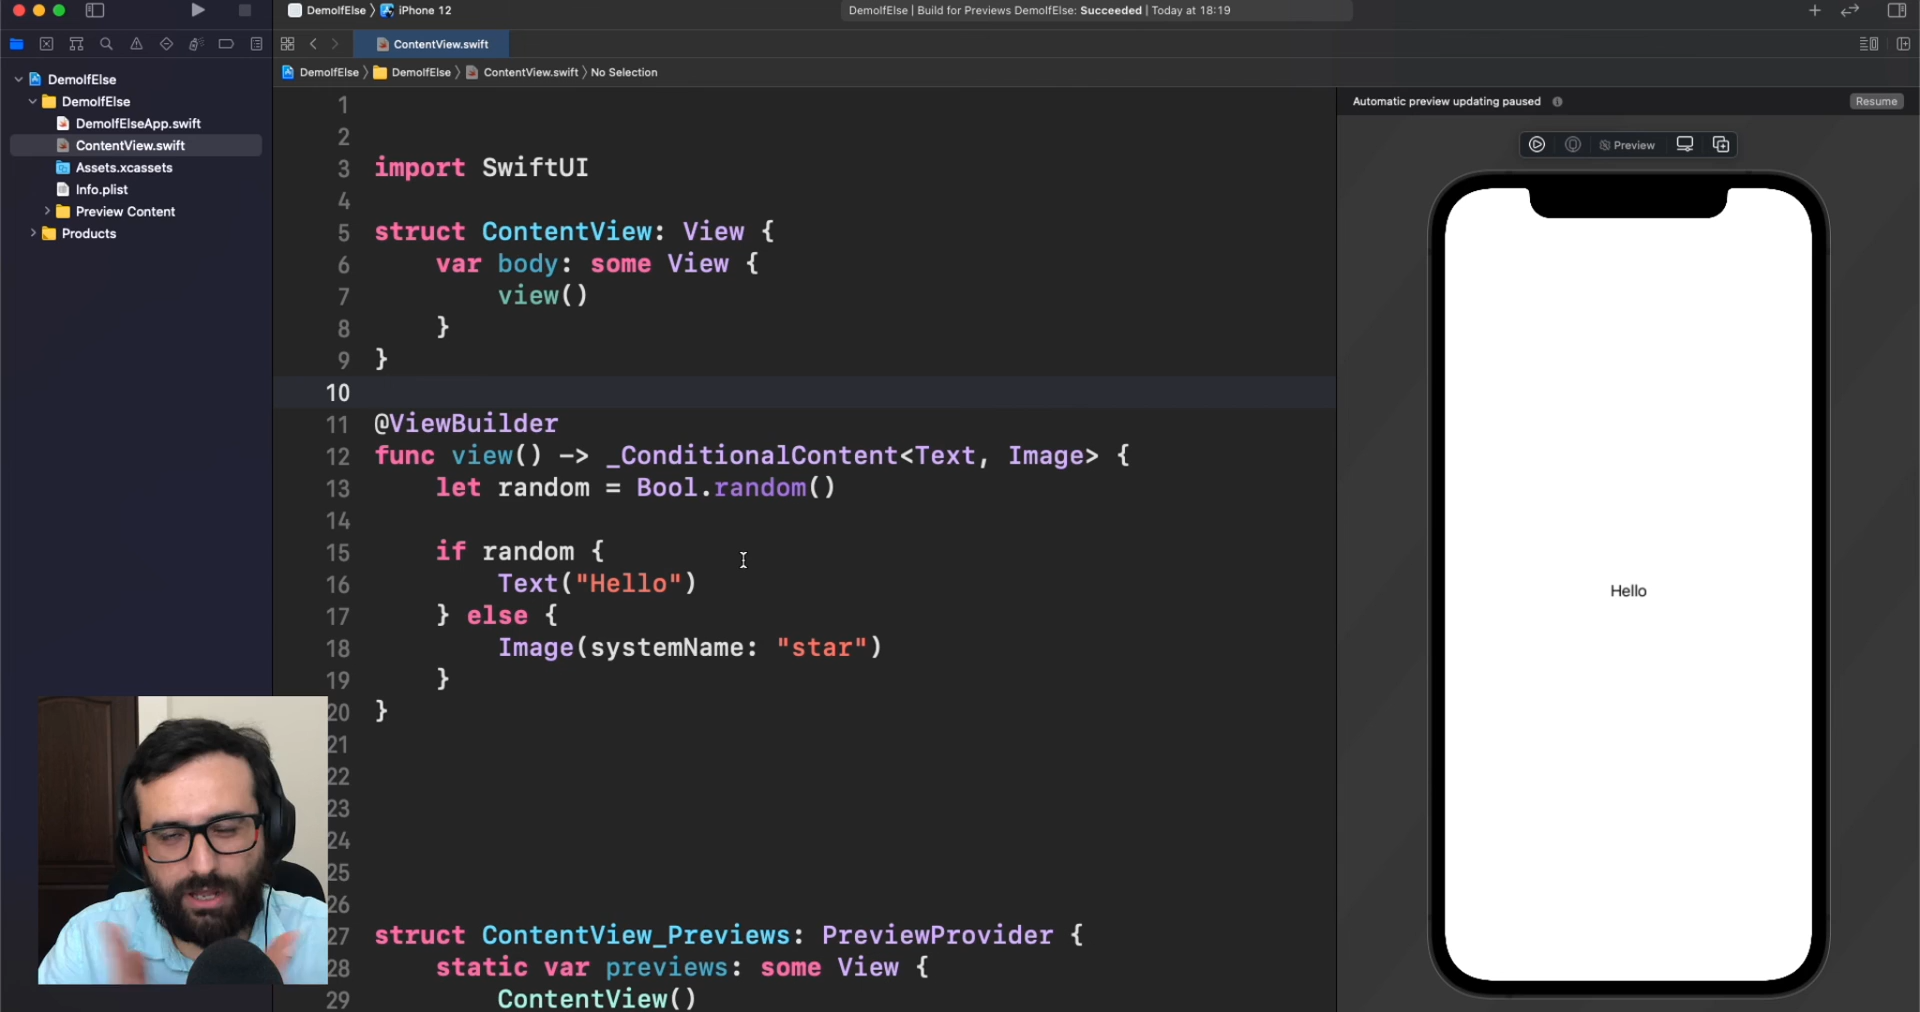 DemoIfElse 〉 iPhone 12
DemoIfElse | Build for Previews DemoIfElse: Succeeded | Today at 18:19
ContentView.swift
DemoIfElse 〉 DemoIfElse 〉 ContentView.swift 〉 No Selection
DemoIfElse
DemoIfElse
DemoIfElseApp.swift
ContentView.swift
Assets.xcassets
Info.plist
Preview Content
Products
1
2
3 import SwiftUI
4
5 struct ContentView: View {
6 var body: some View {
7 view()
8 }
9 }
10
11 @ViewBuilder
12 func view() -> _ConditionalContent<Text, Image> {
13 let random = Bool.random()
14
15 if random {
16 Text("Hello")
17 } else {
18 Image(systemName: "star")
19 }
20 }
21
22
23
24
25
26
27 struct ContentView_Previews: PreviewProvider {
28 static var previews: some View {
29 ContentView()
Automatic preview updating paused
Resume
Preview
Hello